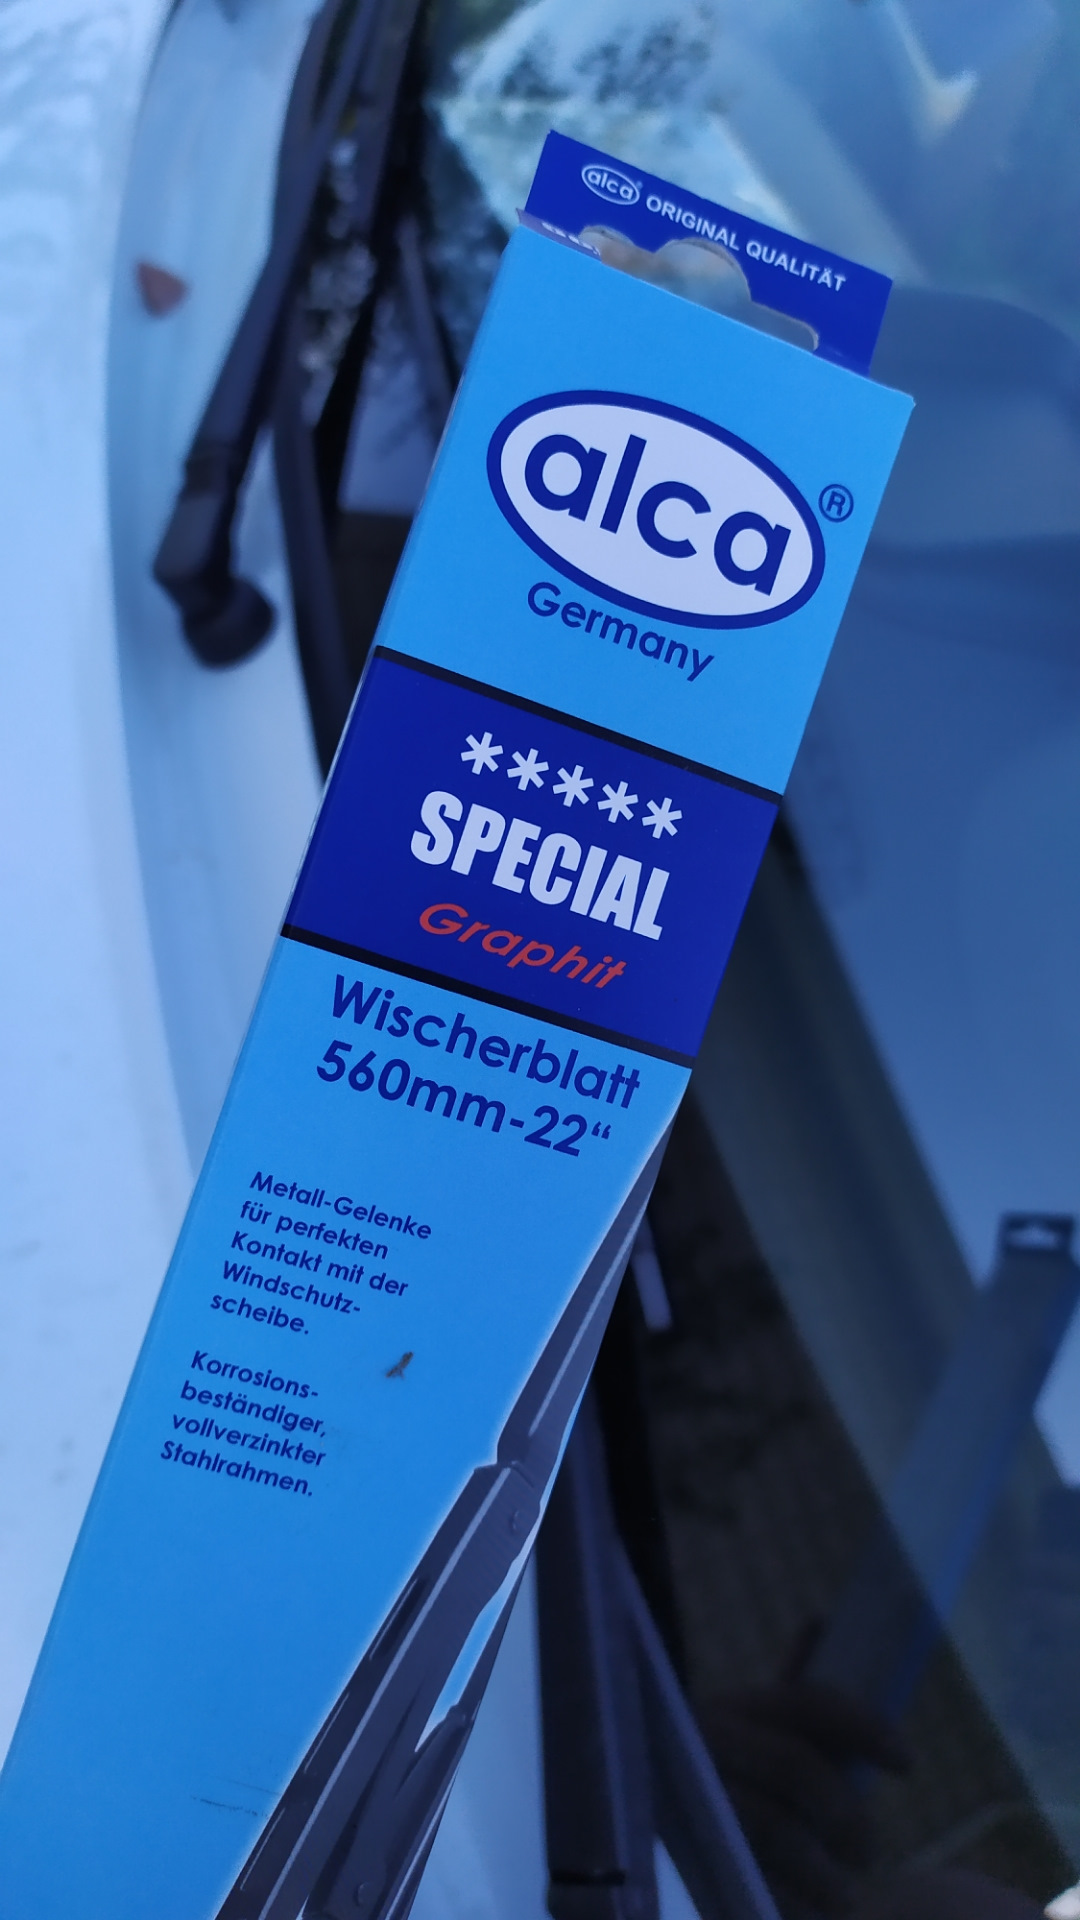 alca ORIGINAL QUALITÄT
alca®
Germany
*****
SPECIAL
Graphit
Wischerblatt
560mm-22“
Metall-Gelenke
für perfekten
Kontakt mit der
Windschutz-
scheibe.
Korrosions-
beständiger,
vollverzinkter
Stahlrahmen.